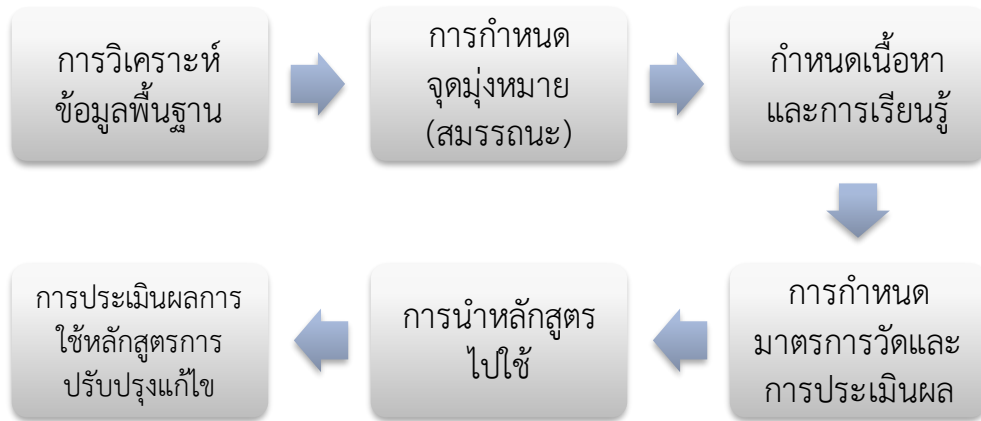 การวิเคราะห์
ข้อมูลพื้นฐาน
การกำหนด
จุดมุ่งหมาย
(สมรรถนะ)
กำหนดเนื้อหา
และการเรียนรู้
การกำหนด
มาตรการวัดและ
การประเมินผล
การนำหลักสูตร
ไปใช้
การประเมินผลการ
ใช้หลักสูตรการ
ปรับปรุงแก้ไข